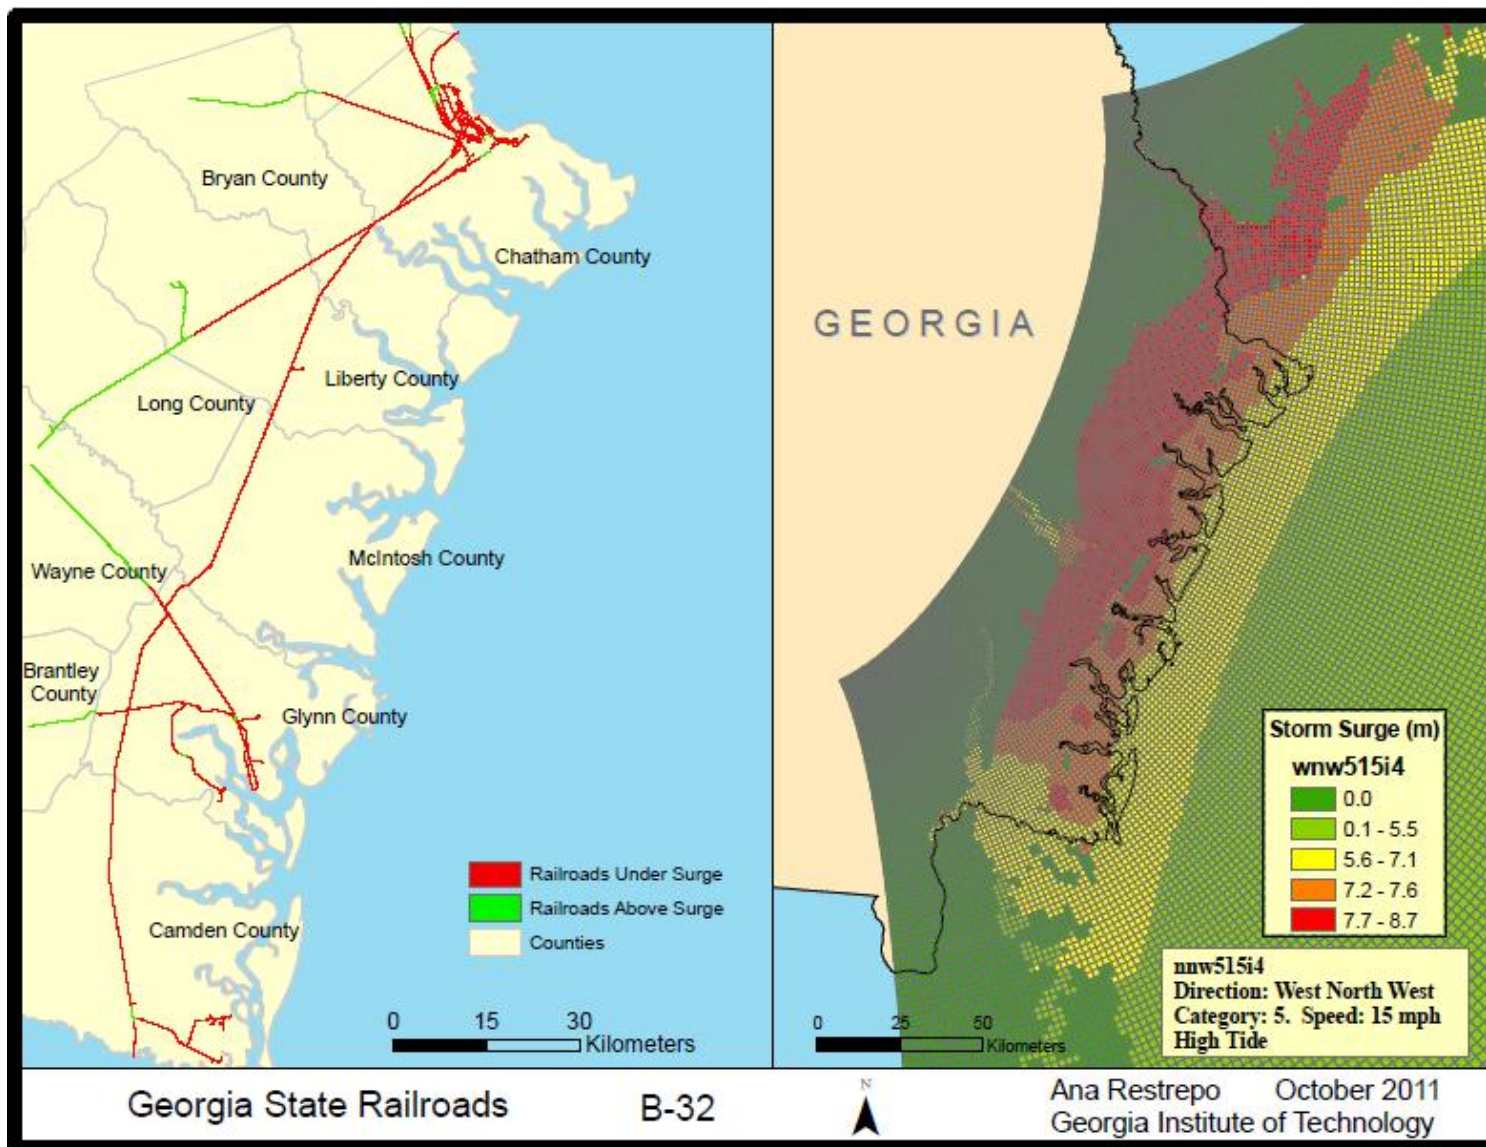 Bryan County
Chatham County
Liberty County
Long County
McIntosh County
Wayne County
Brantley
County
Glynn County
Camden County
Railroads Under Surge
Railroads Above Surge
Counties
0 15 30
Kilometers
GEORGIA
Storm Surge (m)
wnw515i4
0.0
0.1 - 5.5
5.6 - 7.1
7.2 - 7.6
7.7 - 8.7
nnw515i4
Direction: West North West
Category: 5. Speed: 15 mph
High Tide
0 25 50
Kilometers
Georgia State Railroads B-32
N
Ana Restrepo October 2011
Georgia Institute of Technology